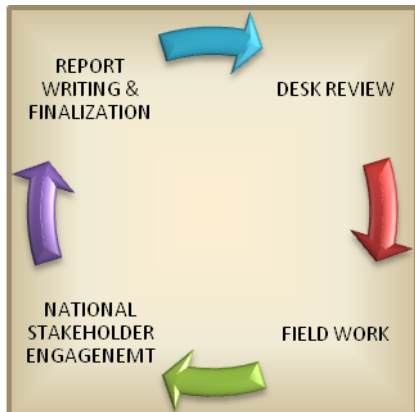 REPORT
WRITING &
FINALIZATION
DESK REVIEW
NATIONAL
STAKEHOLDER
ENGAGENEMT
FIELD WORK